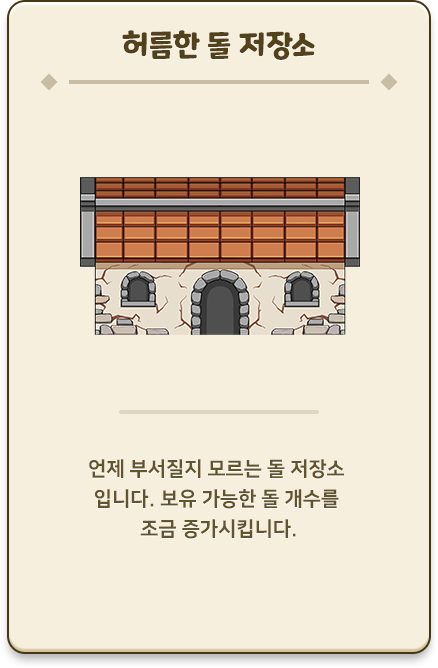 허름한 돌 저장소
언제 부서질지 모르는 돌 저장소
입니다. 보유 가능한 돌 개수를
조금 증가시킵니다.